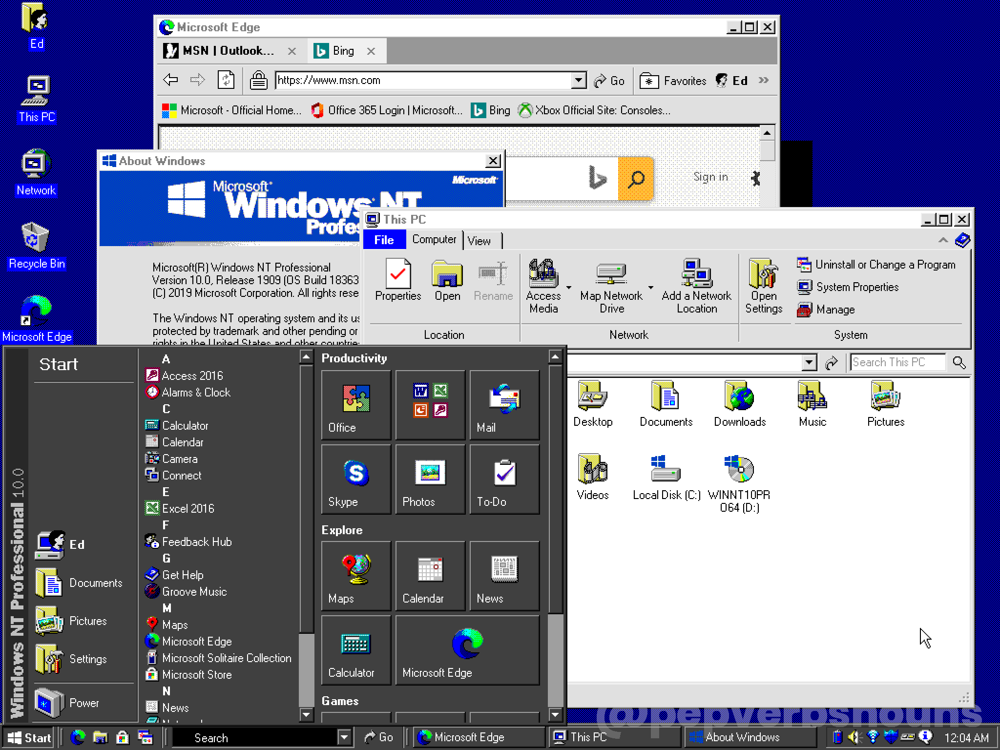 Ed
This PC
Network
Recycle Bin
Microsoft Edge
Microsoft Edge
MSN | Outlook...
Bing
https://www.msn.com
Go
Favorites
Ed
Microsoft - Official Home...
Office 365 Login | Microsoft...
Bing
Xbox Official Site: Consoles...
Sign in
About Windows
Microsoft
Microsoft
Windows NT
Profes
Microsoft(R) Windows NT Professional
Version 10.0, Release 1909 (OS Build 18363
(C) 2019 Microsoft Corporation. All rights rese
The Windows NT operating system and its us
protected by trademark and other pending or
rights in the United States and other countrie
This PC
File
Computer
View
Properties
Open
Rename
Location
Access
Media
Map Network
Drive
Add a Network
Location
Network
Open
Settings
Uninstall or Change a Program
System Properties
Manage
System
Search This PC
Desktop
Documents
Downloads
Music
Pictures
Videos
Local Disk (C:)
WINNT10PR
O64 (D:)
Windows NT Professional 10.0
Start
Ed
Documents
Pictures
Settings
Power
A
Access 2016
Alarms & Clock
C
Calculator
Calendar
Camera
Connect
E
Excel 2016
F
Feedback Hub
G
Get Help
Groove Music
M
Maps
Microsoft Edge
Microsoft Solitaire Collection
Microsoft Store
N
News
Productivity
Office
Mail
Skype
Photos
To-Do
Explore
Maps
Calendar
News
Calculator
Microsoft Edge
Games
@pepverbsnouns
Start
Search
Go
Microsoft Edge
This PC
About Windows
12:04 AM